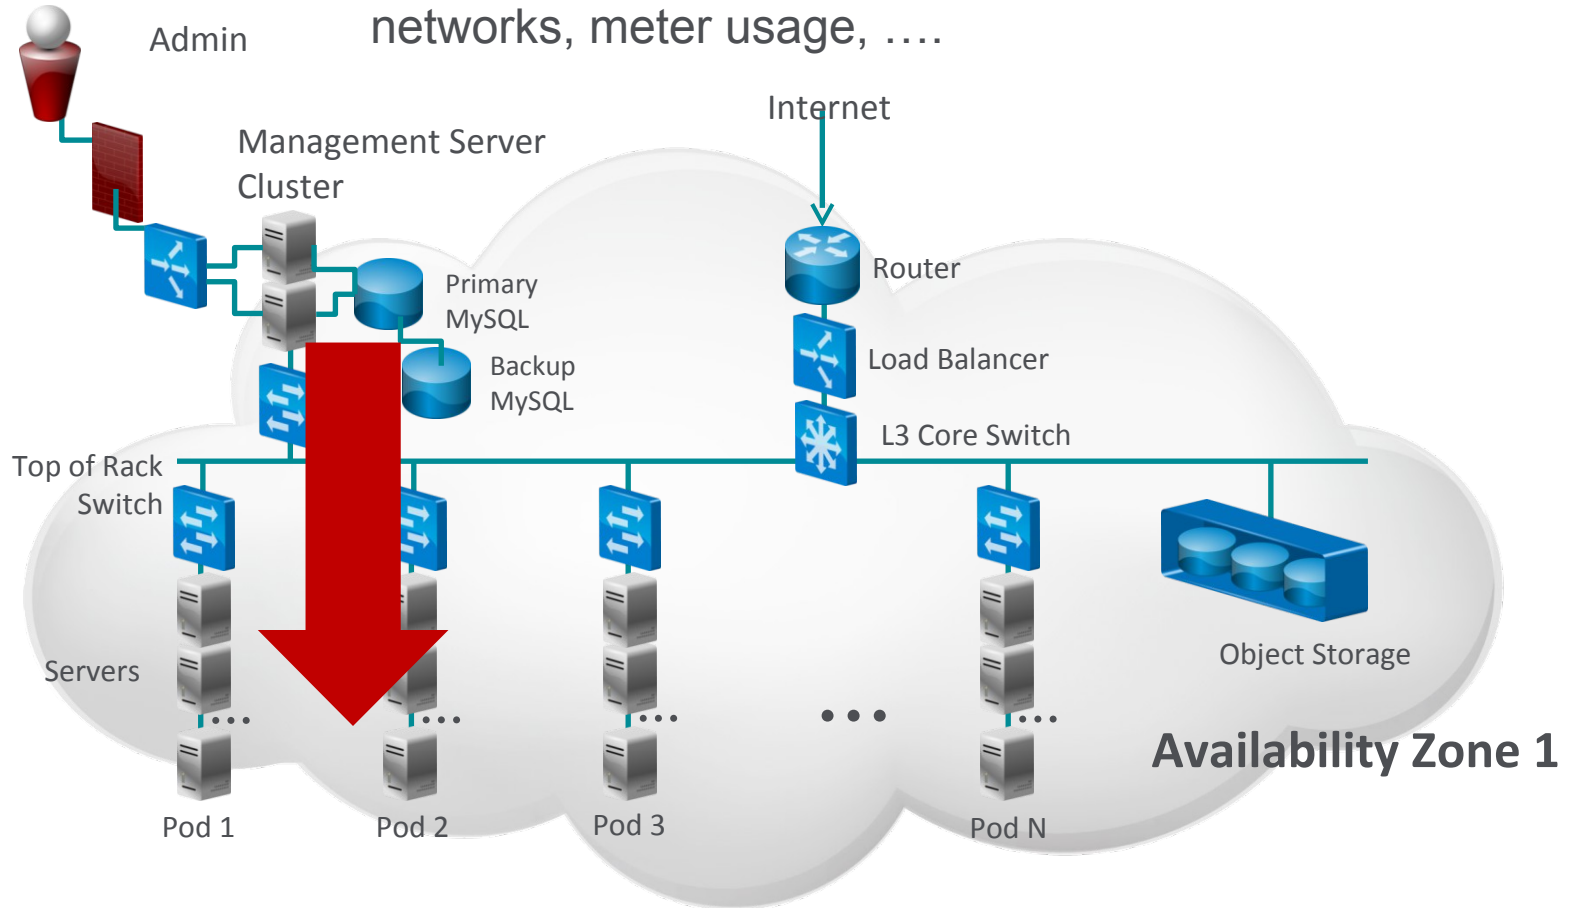 networks, meter usage, ....
Admin
Internet
Management Server
Cluster
Router
Primary
MySQL
Load Balancer
Backup
MySQL
L3 Core Switch
Top of Rack
Switch
Servers
Object Storage
...
...
...
...
...
Availability Zone 1
Pod 1
Pod 2
Pod 3
Pod N